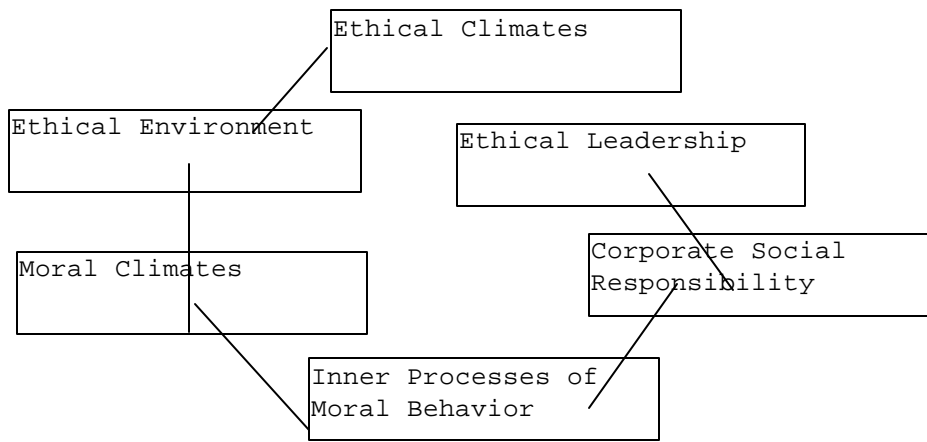 Ethical Climates
Ethical Environment
Ethical Leadership
Moral Climates
Corporate Social
Responsibility
Inner Processes of
Moral Behavior